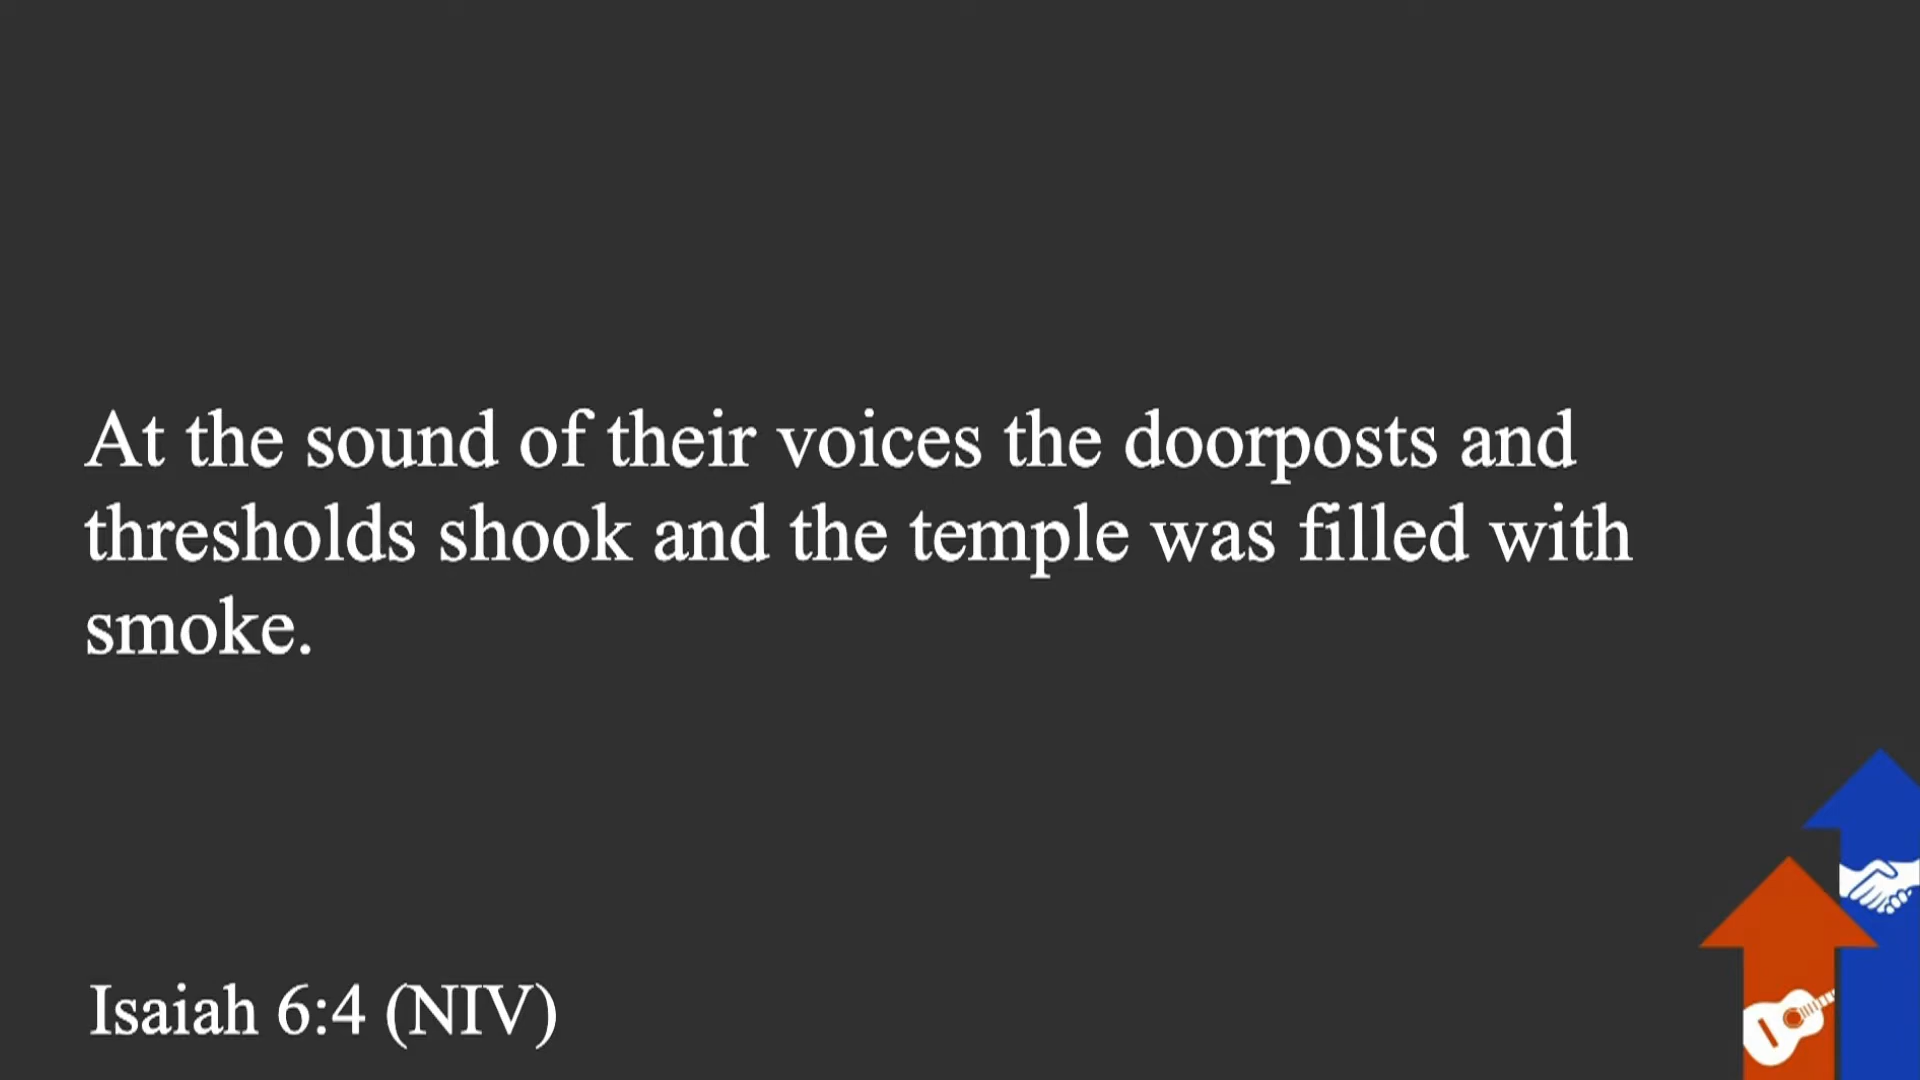 At the sound of their voices the doorposts and
thresholds shook and the temple was filled with
smoke.
Isaiah 6:4 (NIV)